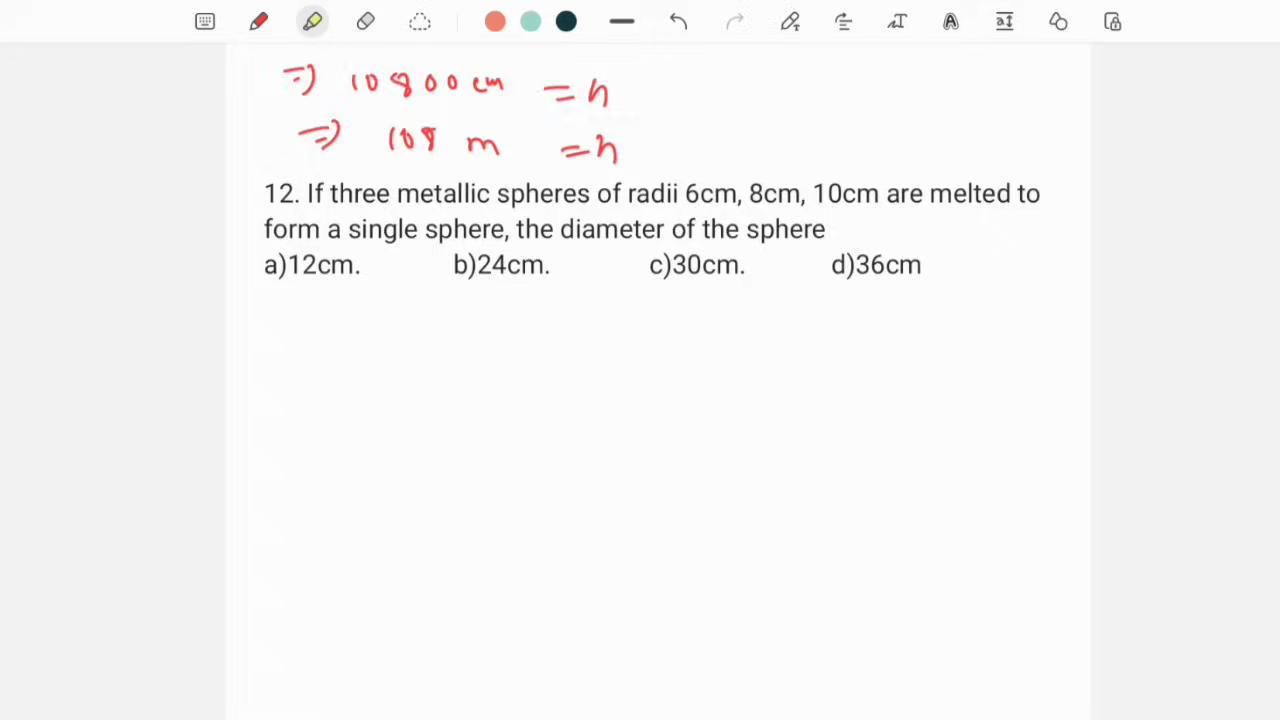 ⇒ 10800 cm = h
⇒ 108 m = h
12. If three metallic spheres of radii 6cm, 8cm, 10cm are melted to
form a single sphere, the diameter of the sphere
a)12cm. b)24cm. c)30cm. d)36cm